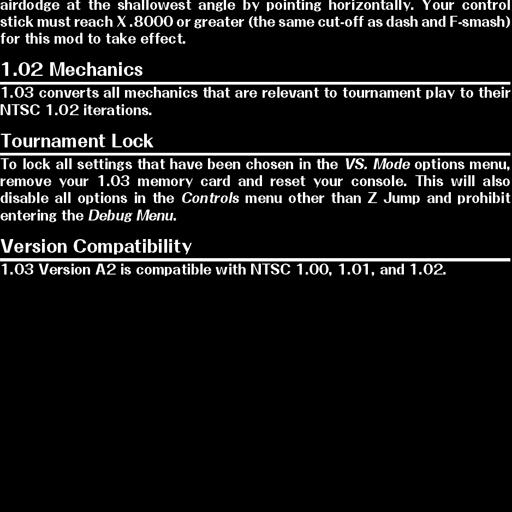 airdodge at the shallowest angle by pointing horizontally. Your control
stick must reach X .8000 or greater (the same cut-off as dash and F-smash)
for this mod to take effect.
1.02 Mechanics
1.03 converts all mechanics that are relevant to tournament play to their
NTSC 1.02 iterations.
Tournament Lock
To lock all settings that have been chosen in the VS. Mode options menu,
remove your 1.03 memory card and reset your console. This will also
disable all options in the Controls menu other than Z Jump and prohibit
entering the Debug Menu.
Version Compatibility
1.03 Version A2 is compatible with NTSC 1.00, 1.01, and 1.02.